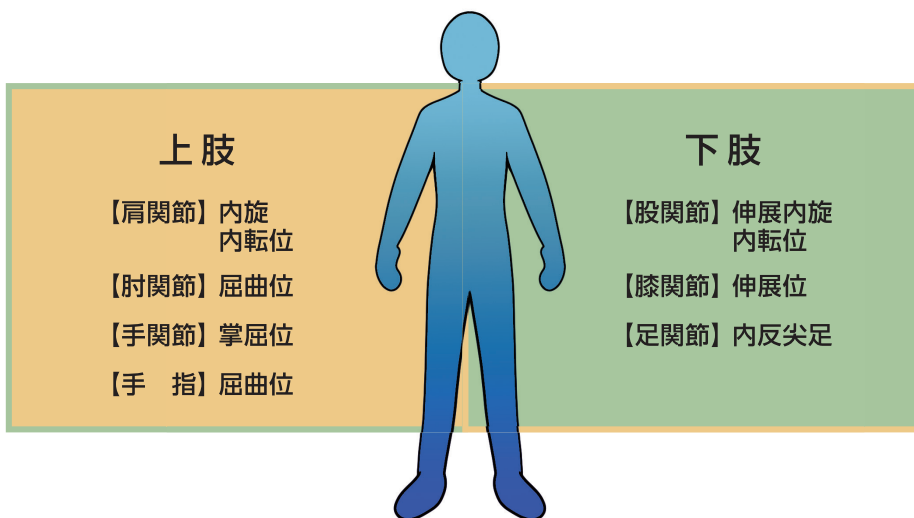 上肢
【肩関節】内旋
内転位
【肘関節】屈曲位
【手関節】掌屈位
【手　指】屈曲位
下肢
【股関節】伸展内旋
内転位
【膝関節】伸展位
【足関節】内反尖足